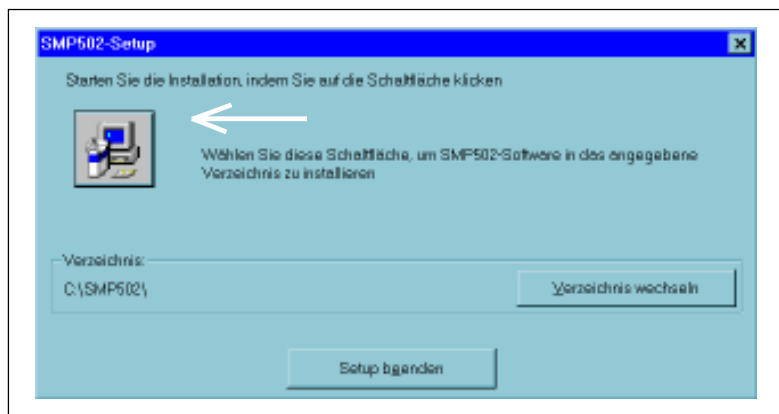 SMP502-Setup
Starten Sie die Installation, indem Sie auf die Schaltfläche klicken
Wählen Sie diese Schaltfläche, um SMP502-Software in das angegebene
Verzeichnis zu installieren
Verzeichnis:
C:\SMP502\
Verzeichnis wechseln
Setup beenden